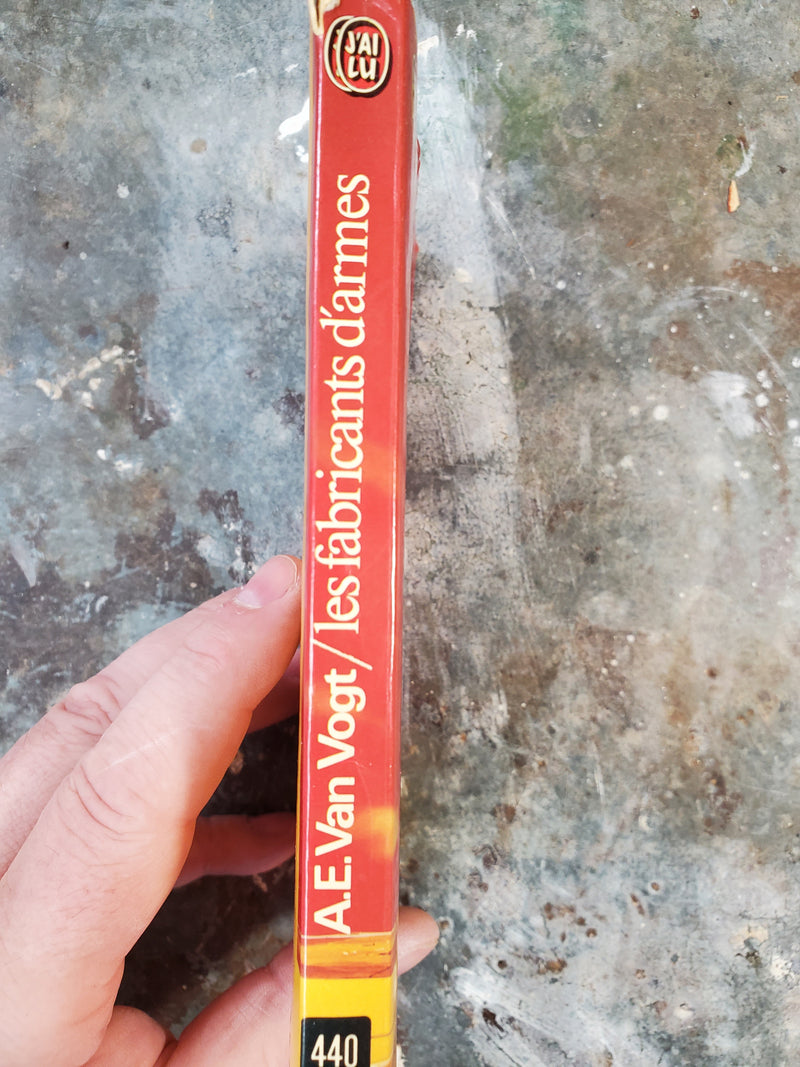 J'AI
LU
A.E. Van Vogt / les fabricants d'armes
440